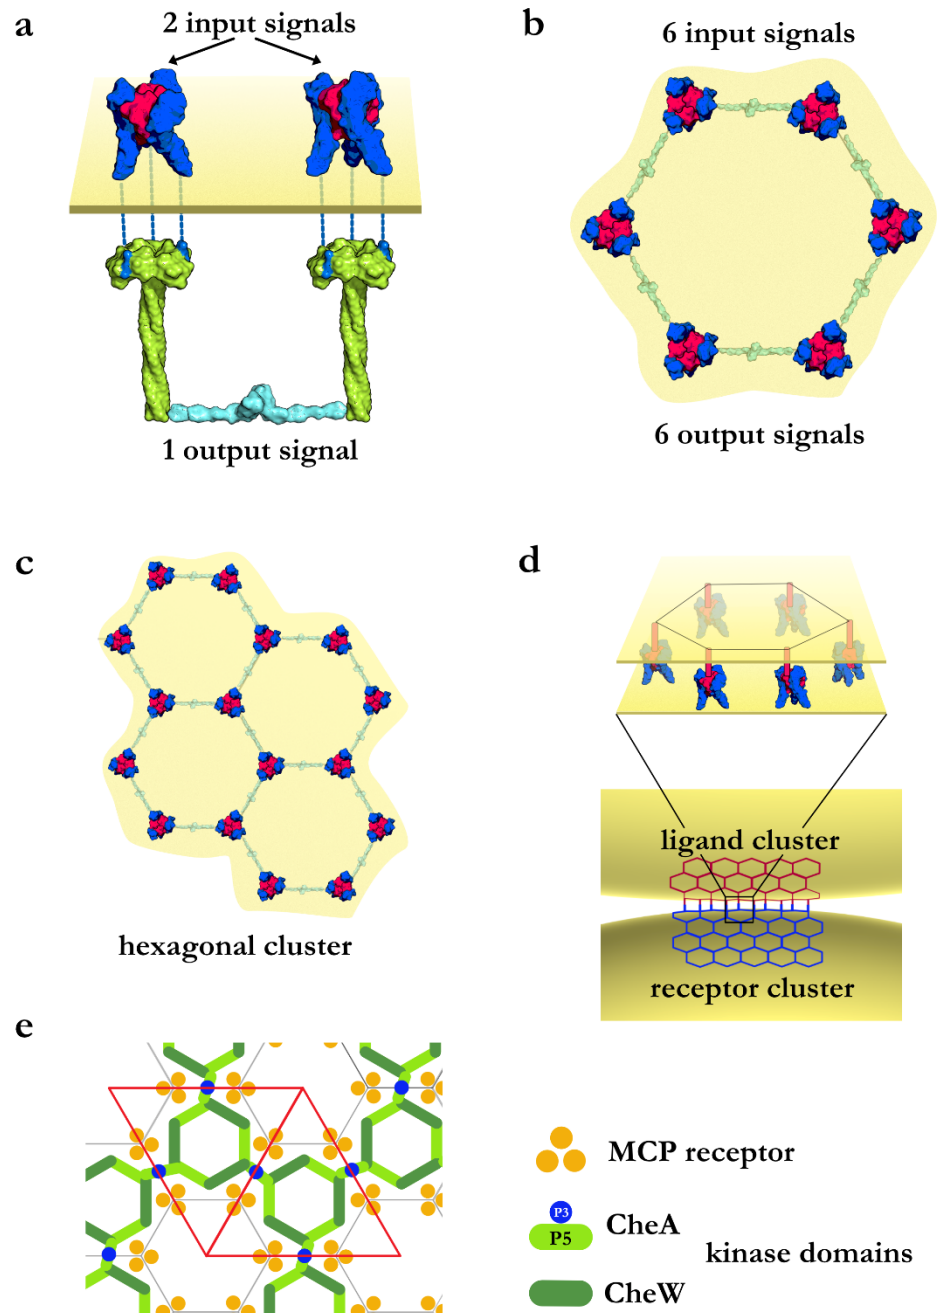 a
2 input signals
1 output signal
b
6 input signals
6 output signals
c
hexagonal cluster
d
ligand cluster
receptor cluster
e
MCP receptor
P3
P5
CheA
kinase domains
CheW